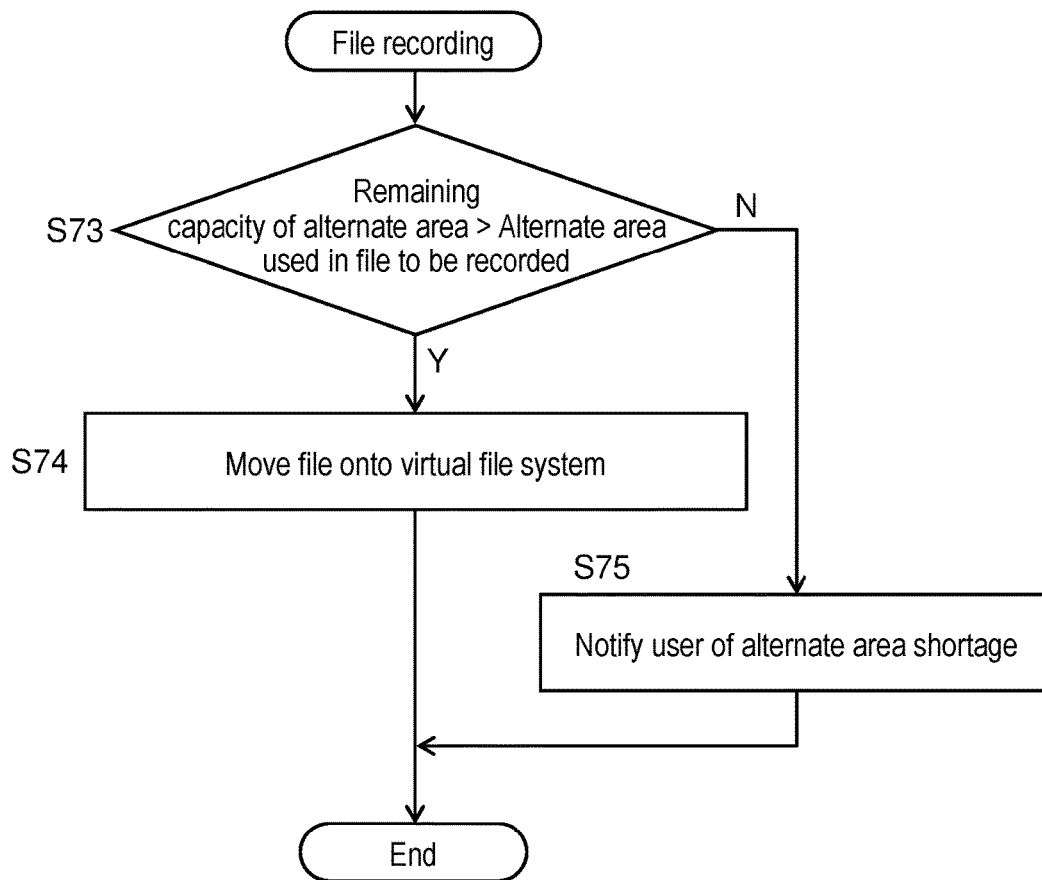 File recording
Remaining
capacity of alternate area > Alternate area
used in file to be recorded
S73
N
Y
S74
Move file onto virtual file system
S75
Notify user of alternate area shortage
End